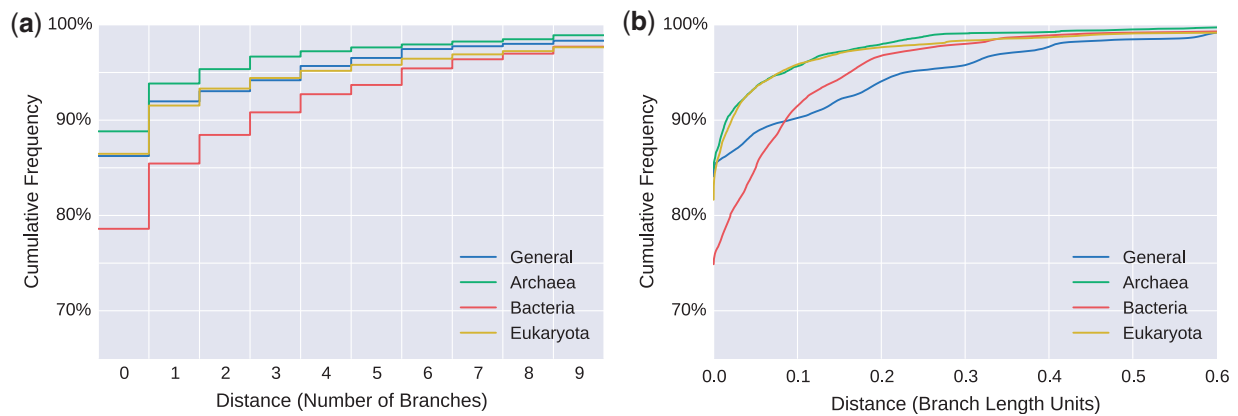 (a)
100%
90%
80%
70%
Cumulative Frequency
General
Archaea
Bacteria
Eukaryota
0 1 2 3 4 5 6 7 8 9
Distance (Number of Branches)
(b)
100%
90%
80%
70%
Cumulative Frequency
General
Archaea
Bacteria
Eukaryota
0.0 0.1 0.2 0.3 0.4 0.5 0.6
Distance (Branch Length Units)